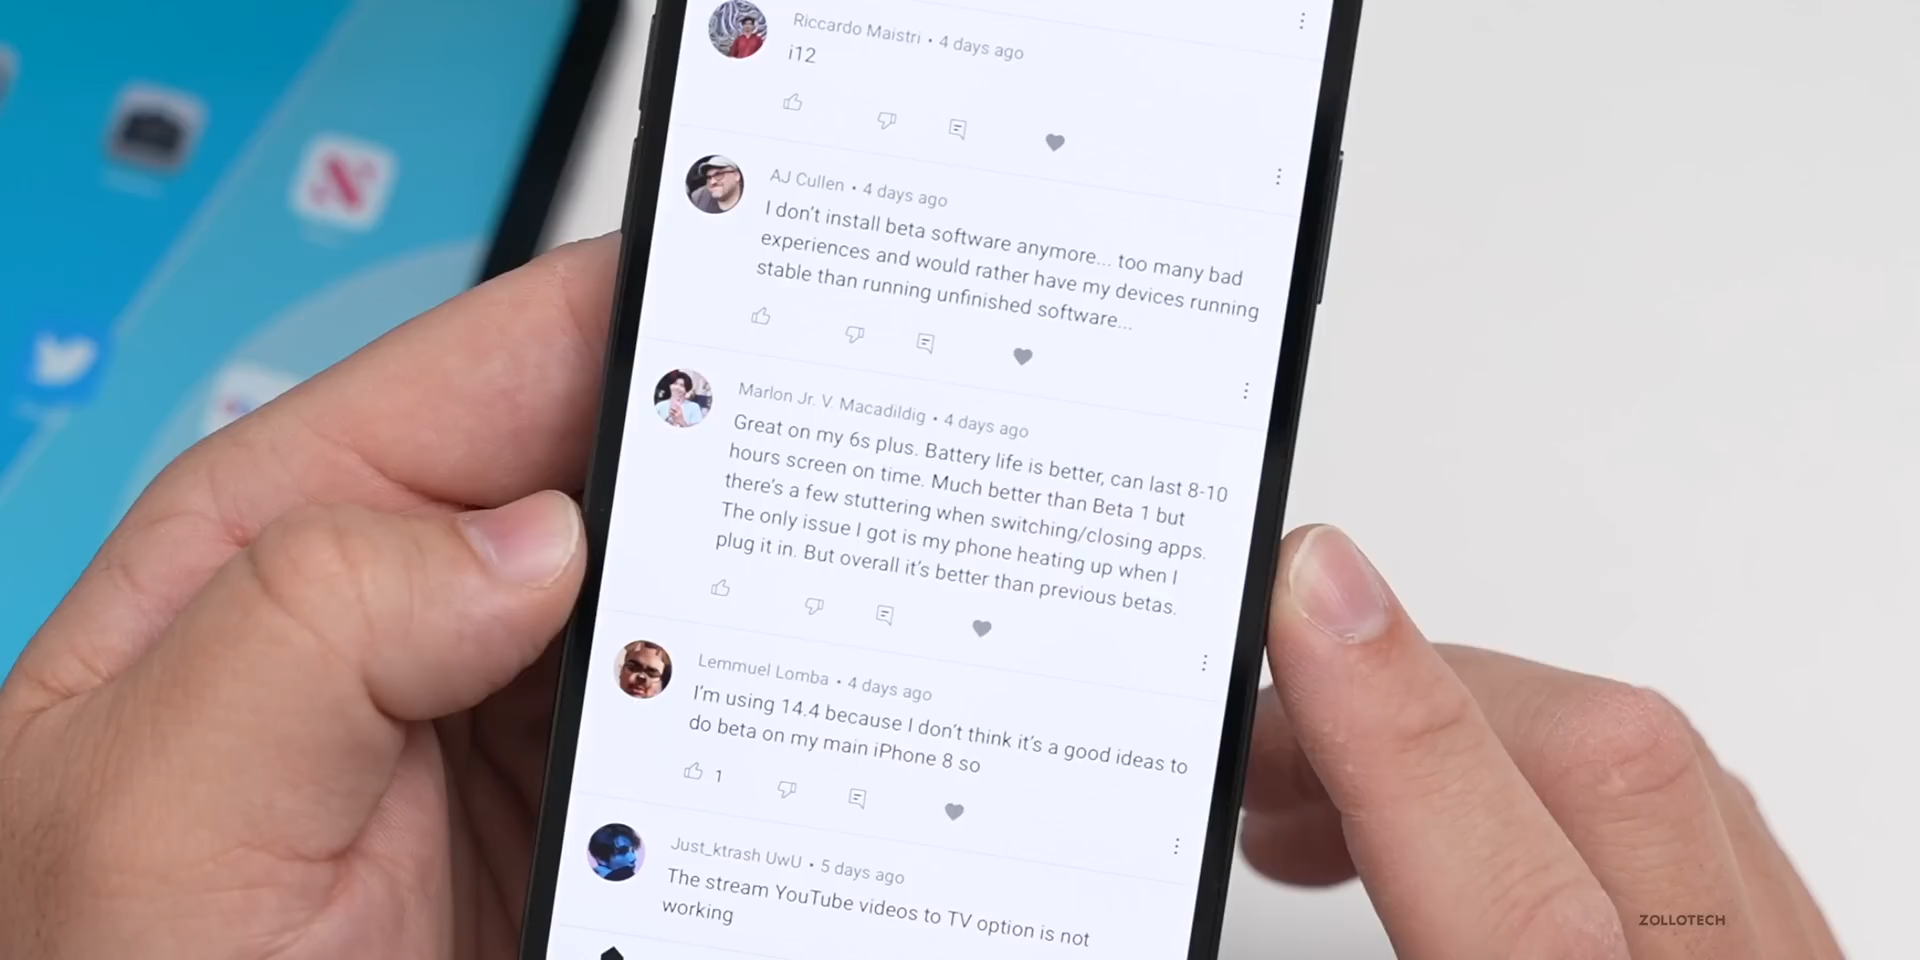 Riccardo Maistri • 4 days ago
i12
AJ Cullen • 4 days ago
I don't install beta software anymore... too many bad
experiences and would rather have my devices running
stable than running unfinished software...
Marlon Jr. V. Macadildig • 4 days ago
Great on my 6s plus. Battery life is better, can last 8-10
hours screen on time. Much better than Beta 1 but
there's a few stuttering when switching/closing apps.
The only issue I got is my phone heating up when I
plug it in. But overall it's better than previous betas.
Lemmuel Lomba • 4 days ago
I'm using 14.4 because I don't think it's a good ideas to
do beta on my main iPhone 8 so
1
Just_ktrash UwU • 5 days ago
The stream YouTube videos to TV option is not
working
ZOLLOTECH